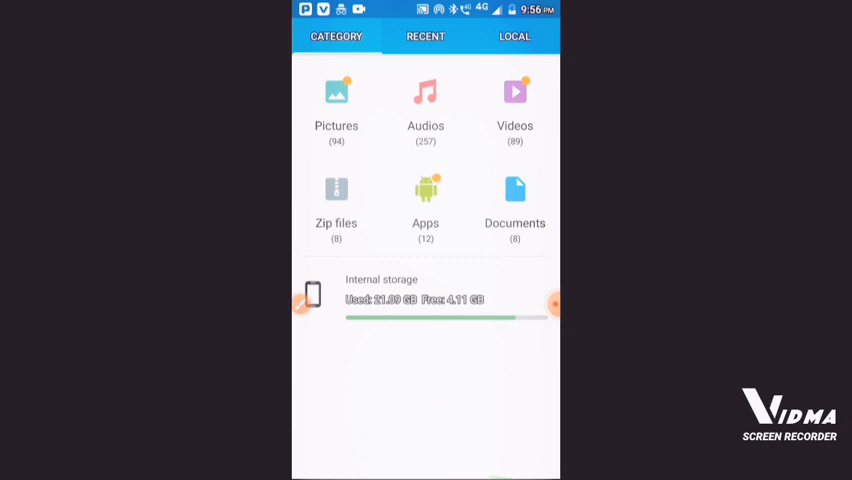 4G 9:56 PM
CATEGORY RECENT LOCAL
Pictures Audios Videos
(94) (257) (89)
Zip files Apps Documents
(8) (12) (8)
Internal storage
Used: 21.09 GB Free: 4.11 GB
VIDMA
SCREEN RECORDER